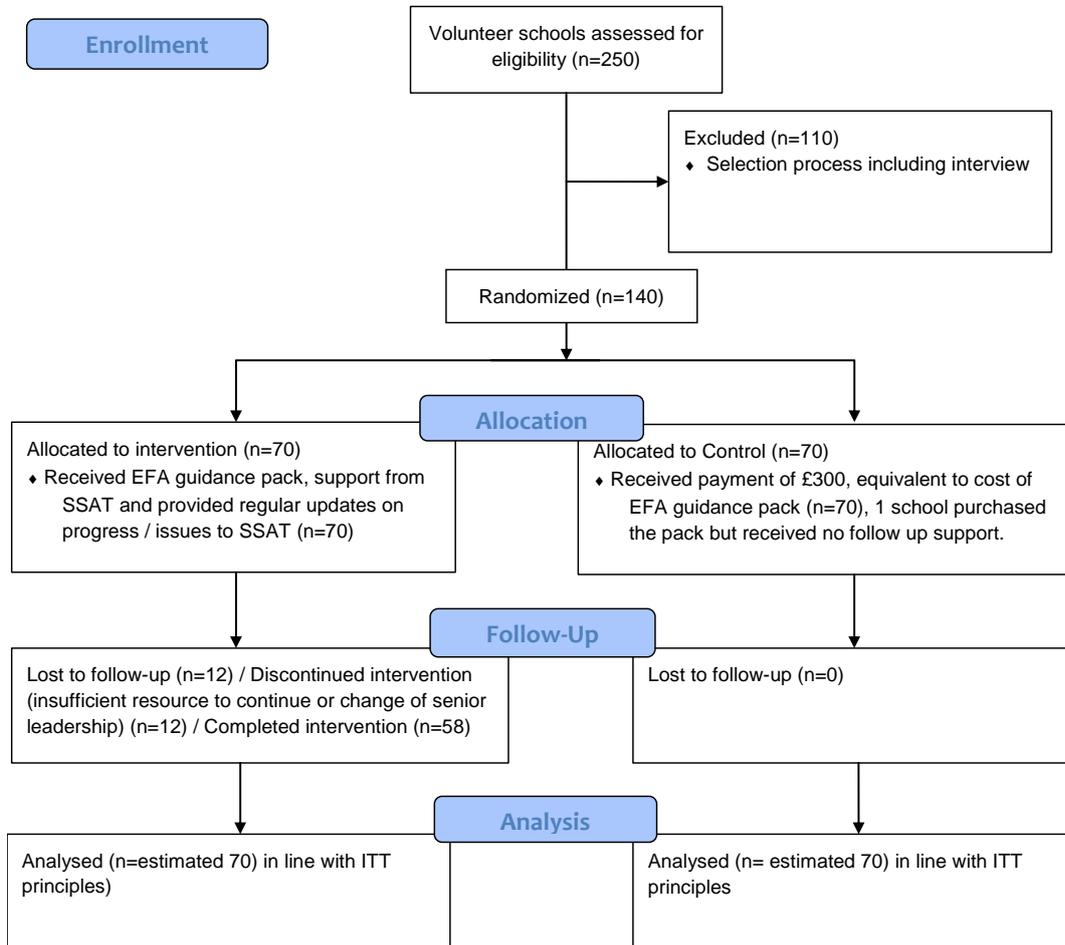 Enrollment
Volunteer schools assessed for
eligibility (n=250)
Excluded (n=110)
♦ Selection process including interview
Randomized (n=140)
Allocation
Allocated to intervention (n=70)
♦ Received EFA guidance pack, support from
SSAT and provided regular updates on
progress / issues to SSAT (n=70)
Allocated to Control (n=70)
♦ Received payment of £300, equivalent to cost of
EFA guidance pack (n=70), 1 school purchased
the pack but received no follow up support.
Follow-Up
Lost to follow-up (n=12) / Discontinued intervention
(insufficient resource to continue or change of senior
leadership) (n=12) / Completed intervention (n=58)
Lost to follow-up (n=0)
Analysis
Analysed (n=estimated 70) in line with ITT
principles)
Analysed (n= estimated 70) in line with ITT
principles